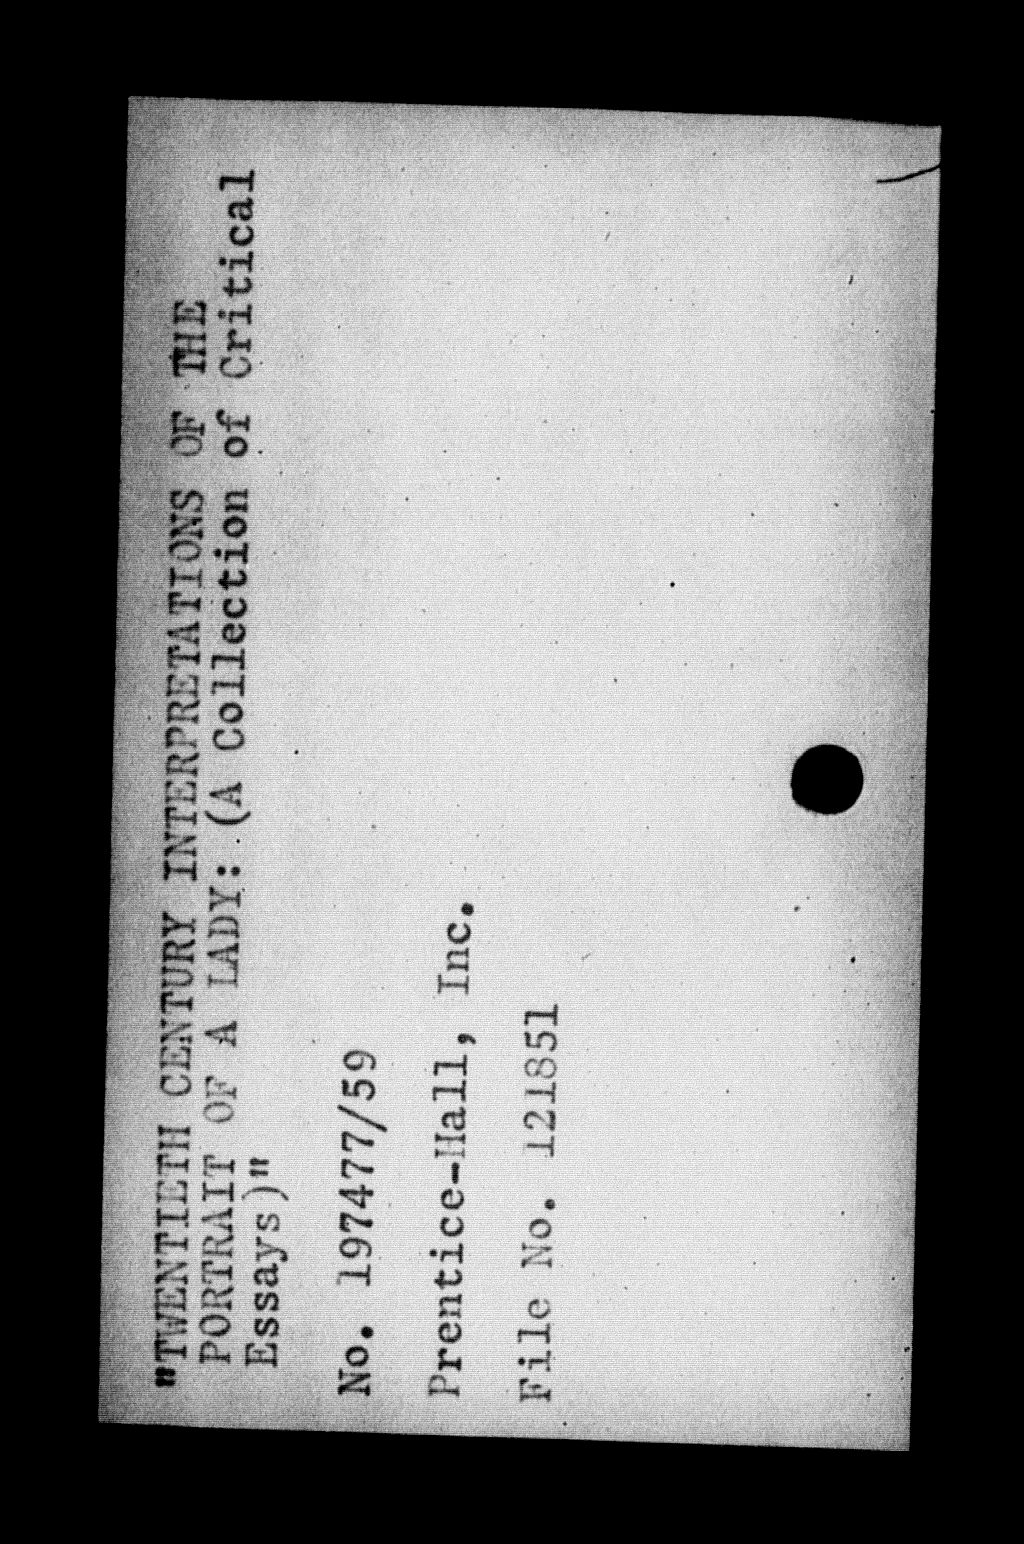 "TWENTIETH CENTURY INTERPRETATIONS OF THE
PORTRAIT OF A LADY: (A Collection of Critical
Essays)"
No. 197477/59
Prentice-Hall, Inc.
File No. 121851